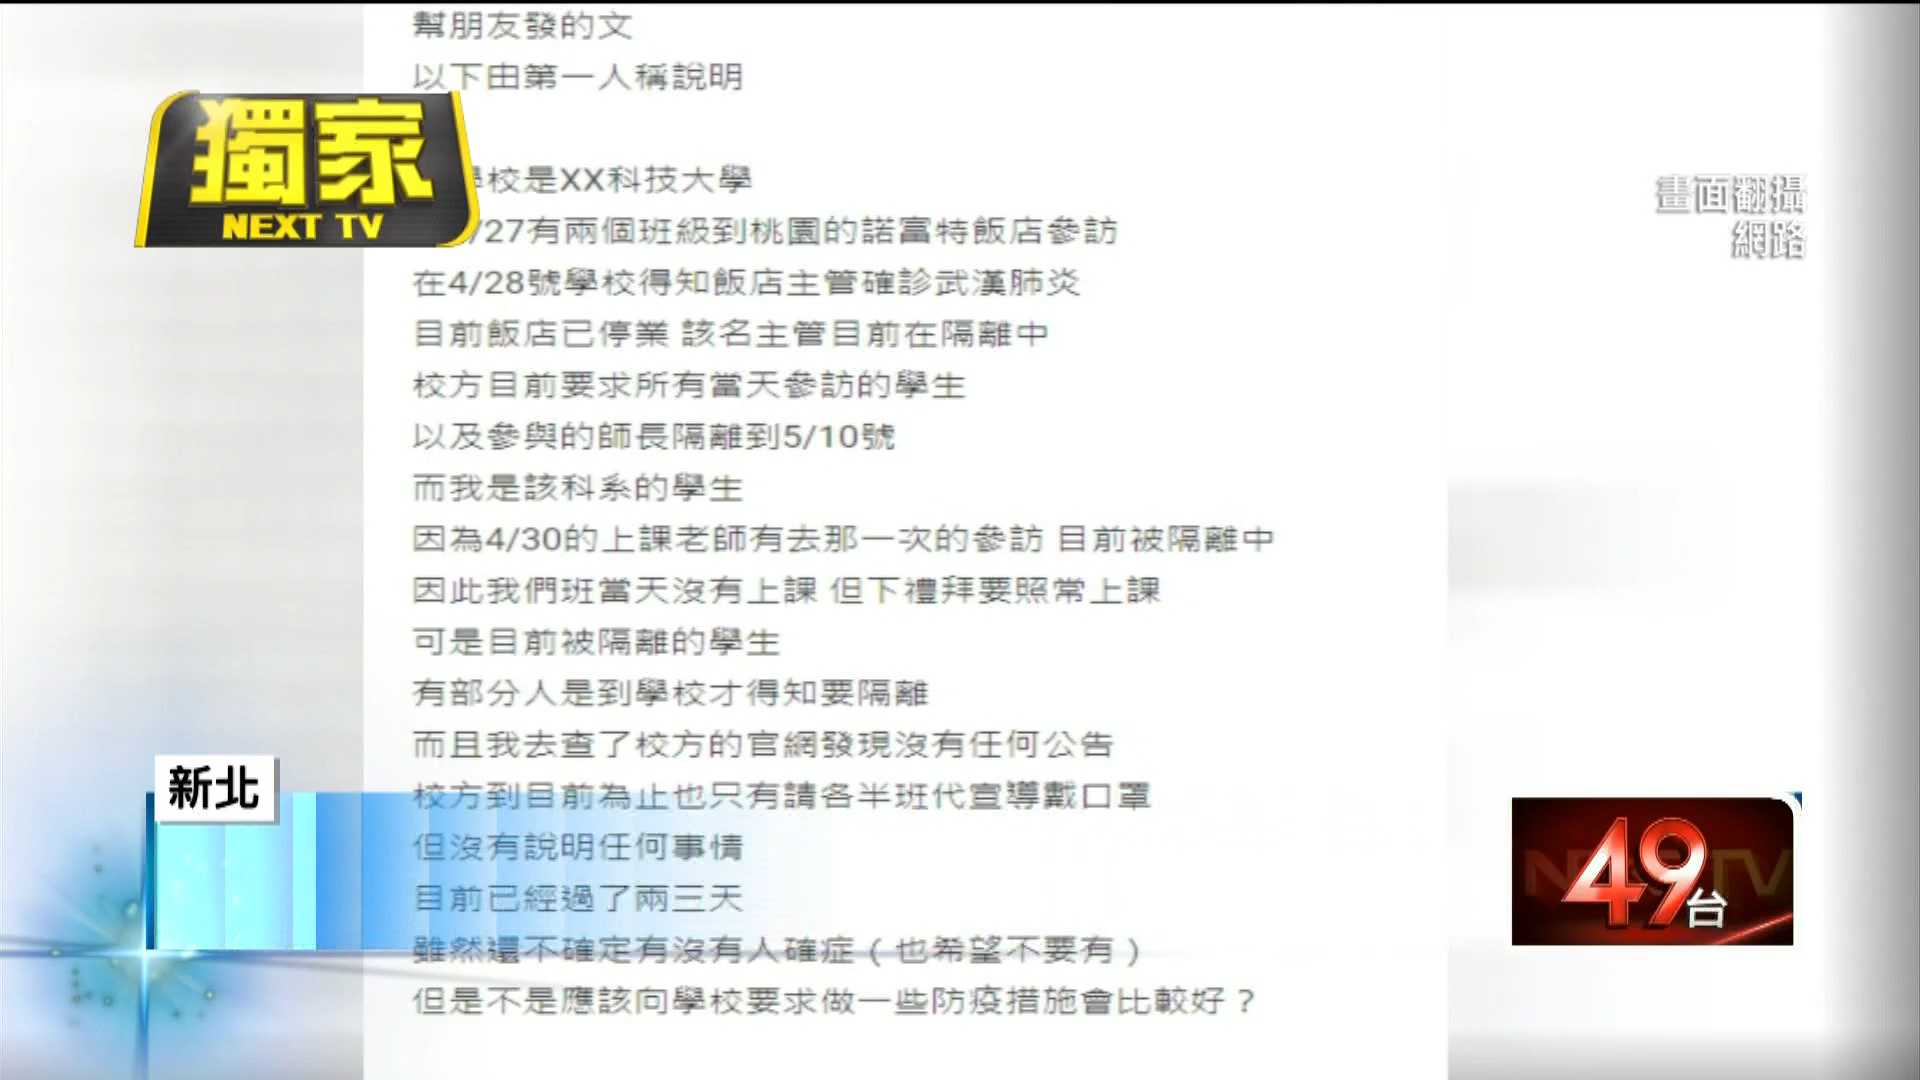 幫朋友發的文
以下由第一人稱說明
獨家
NEXT TV
學校是XX科技大學
/27有兩個班級到桃園的諾富特飯店參訪
在4/28號學校得知飯店主管確診武漢肺炎
目前飯店已停業 該名主管目前在隔離中
校方目前要求所有當天參訪的學生
以及參與的師長隔離到5/10號
而我是該科系的學生
因為4/30的上課老師有去那一次的參訪 目前被隔離中
因此我們班當天沒有上課 但下禮拜要照常上課
可是目前被隔離的學生
有部分人是到學校才得知要隔離
而且我去查了校方的官網發現沒有任何公告
校方到目前為止也只有請各半班代宣導戴口罩
但沒有說明任何事情
目前已經過了兩三天
雖然還不確定有沒有人確症（也希望不要有）
但是不是應該向學校要求做一些防疫措施會比較好？
畫面翻攝
網路
新北
NEXT TV
49台